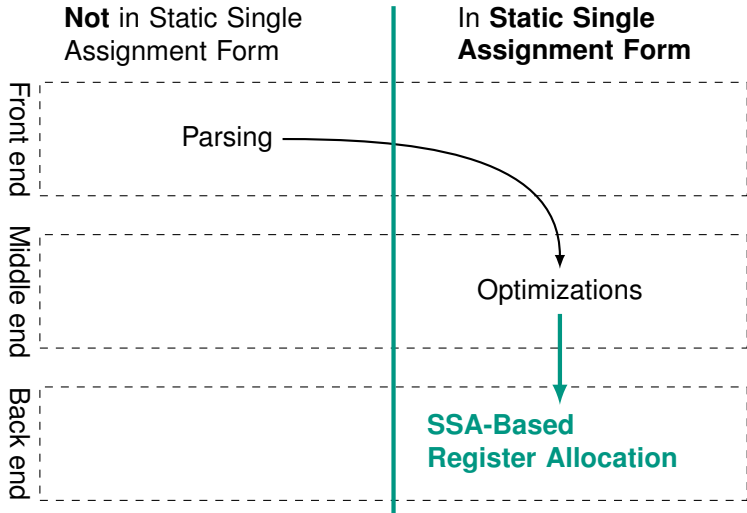 Not in Static Single
Assignment Form
In Static Single
Assignment Form
Front end
Parsing
Middle end
Optimizations
Back end
SSA-Based
Register Allocation